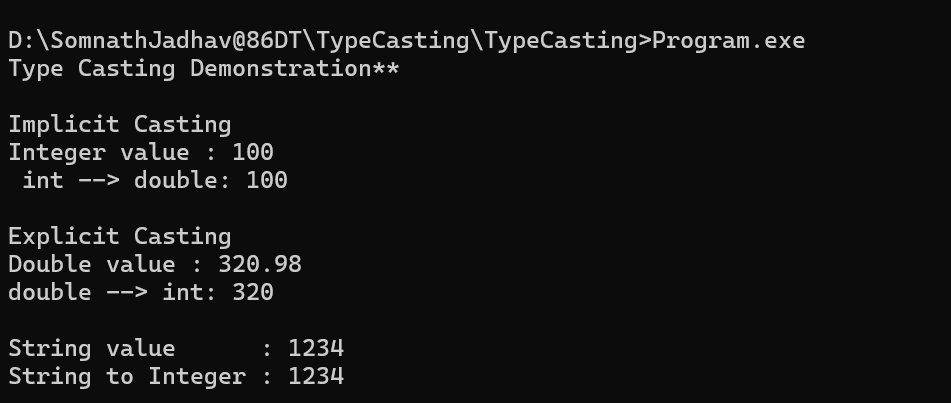 D:\SomnathJadhav@86DT\TypeCasting\TypeCasting>Program.exe
Type Casting Demonstration**
Implicit Casting
Integer value : 100
 int --> double: 100
Explicit Casting
Double value : 320.98
double --> int: 320
String value      : 1234
String to Integer : 1234